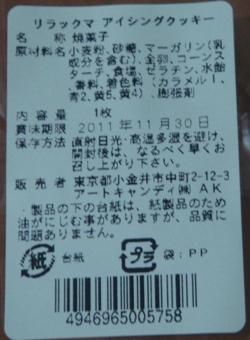 リラックマ アイシングクッキー
名　称 焼菓子
原材料名 小麦粉、砂糖、マーガリン（乳
成分を含む）、全卵、コーンス
ターチ、食塩、ゼラチン、水飴
、香料、着色料（カラメルI、
青2、黄5、黄4）、膨張剤
内 容 量　1枚
賞味期限　2011年11月30日
保存方法　直射日光・高温多湿を避け、
開封後は、なるべく早くお
召し上がり下さい。
販 売 者　東京都小金井市中町2-12-3
アートキャンディ㈱ AK
・製品の下の台紙は、紙製品のため
油がにじむ事がありますが、品質に
問題ありません。
紙 台紙 プラ 袋：PP
4946965005758